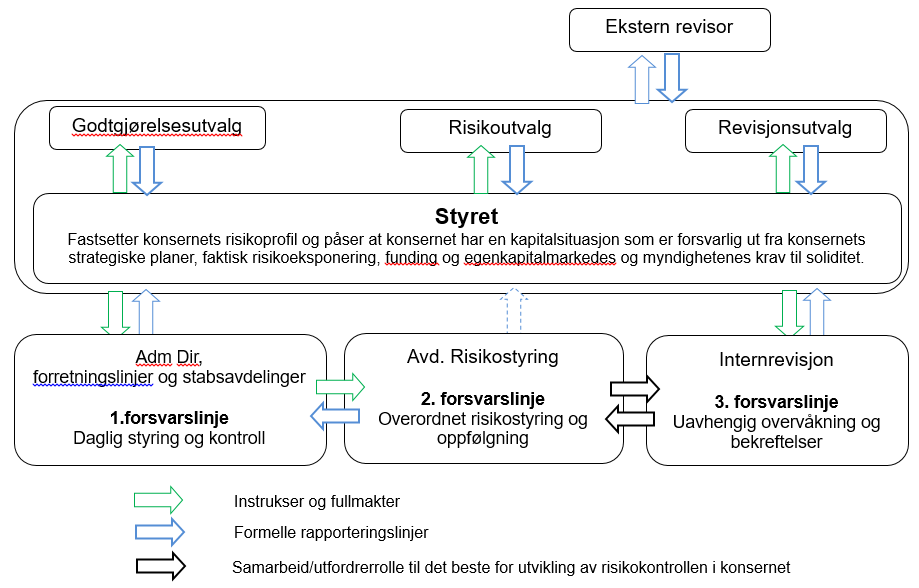 Ekstern revisor
Godtgjørelsesutvalg
Risikoutvalg
Revisjonsutvalg
Styret
Fastsetter konsernets risikoprofil og påser at konsernet har en kapitalsituasjon som er forsvarlig ut fra konsernets
strategiske planer, faktisk risikoeksponering, funding og egenkapitalmarkedes og myndighetenes krav til soliditet.
Adm Dir,
forretningslinjer og stabsavdelinger
1.forsvarslinje
Daglig styring og kontroll
Avd. Risikostyring
2. forsvarslinje
Overordnet risikostyring og
oppfølgning
Internrevisjon
3. forsvarslinje
Uavhengig overvåkning og
bekreftelser
Instrukser og fullmakter
Formelle rapporteringslinjer
Samarbeid/utfordrerrolle til det beste for utvikling av risikokontrollen i konsernet